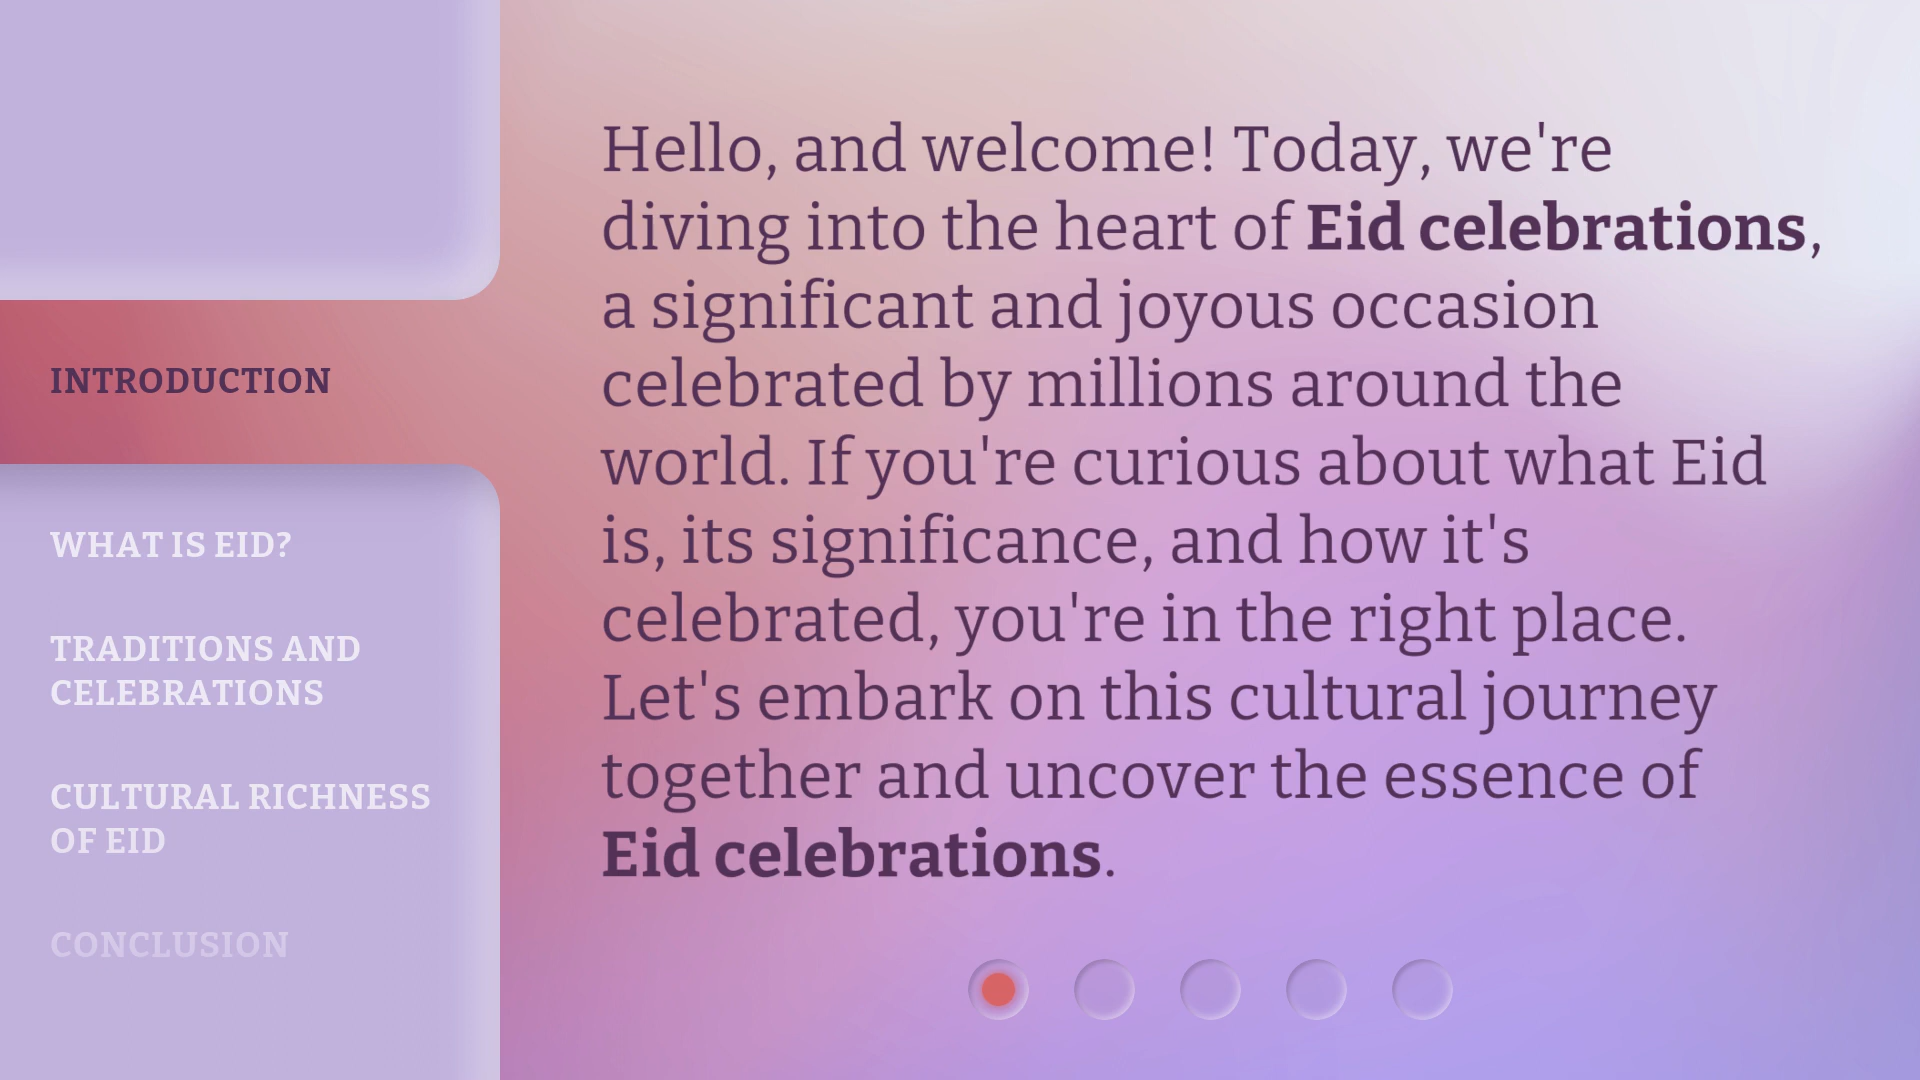 INTRODUCTION
WHAT IS EID?
TRADITIONS AND
CELEBRATIONS
CULTURAL RICHNESS
OF EID
CONCLUSION
Hello, and welcome! Today, we're
diving into the heart of Eid celebrations,
a significant and joyous occasion
celebrated by millions around the
world. If you're curious about what Eid
is, its significance, and how it's
celebrated, you're in the right place.
Let's embark on this cultural journey
together and uncover the essence of
Eid celebrations.